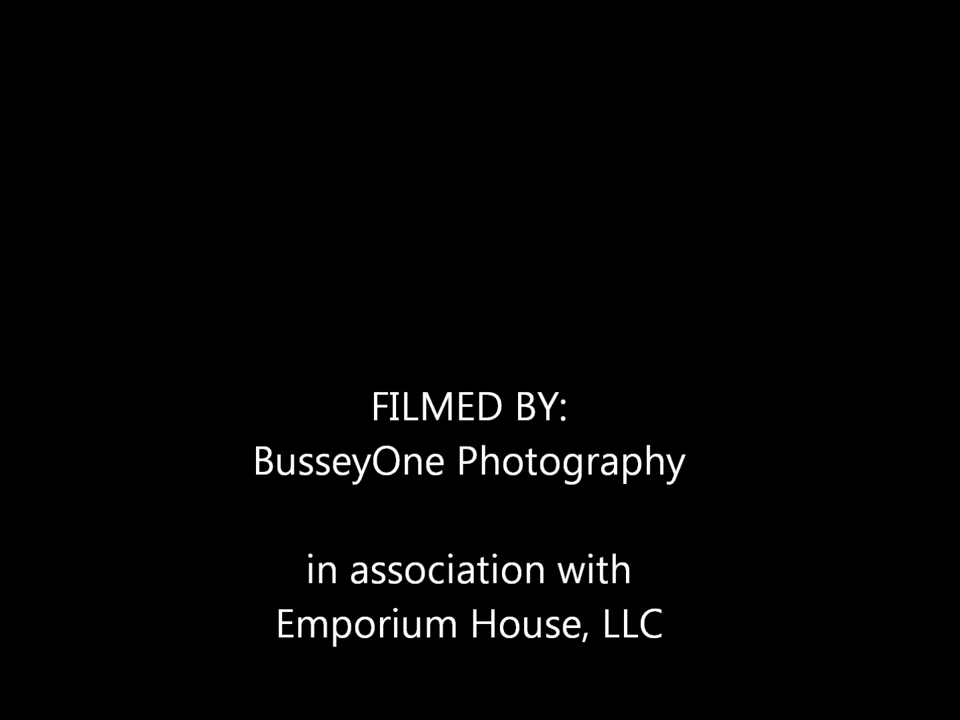 FILMED BY:
BusseyOne Photography
in association with
Emporium House, LLC